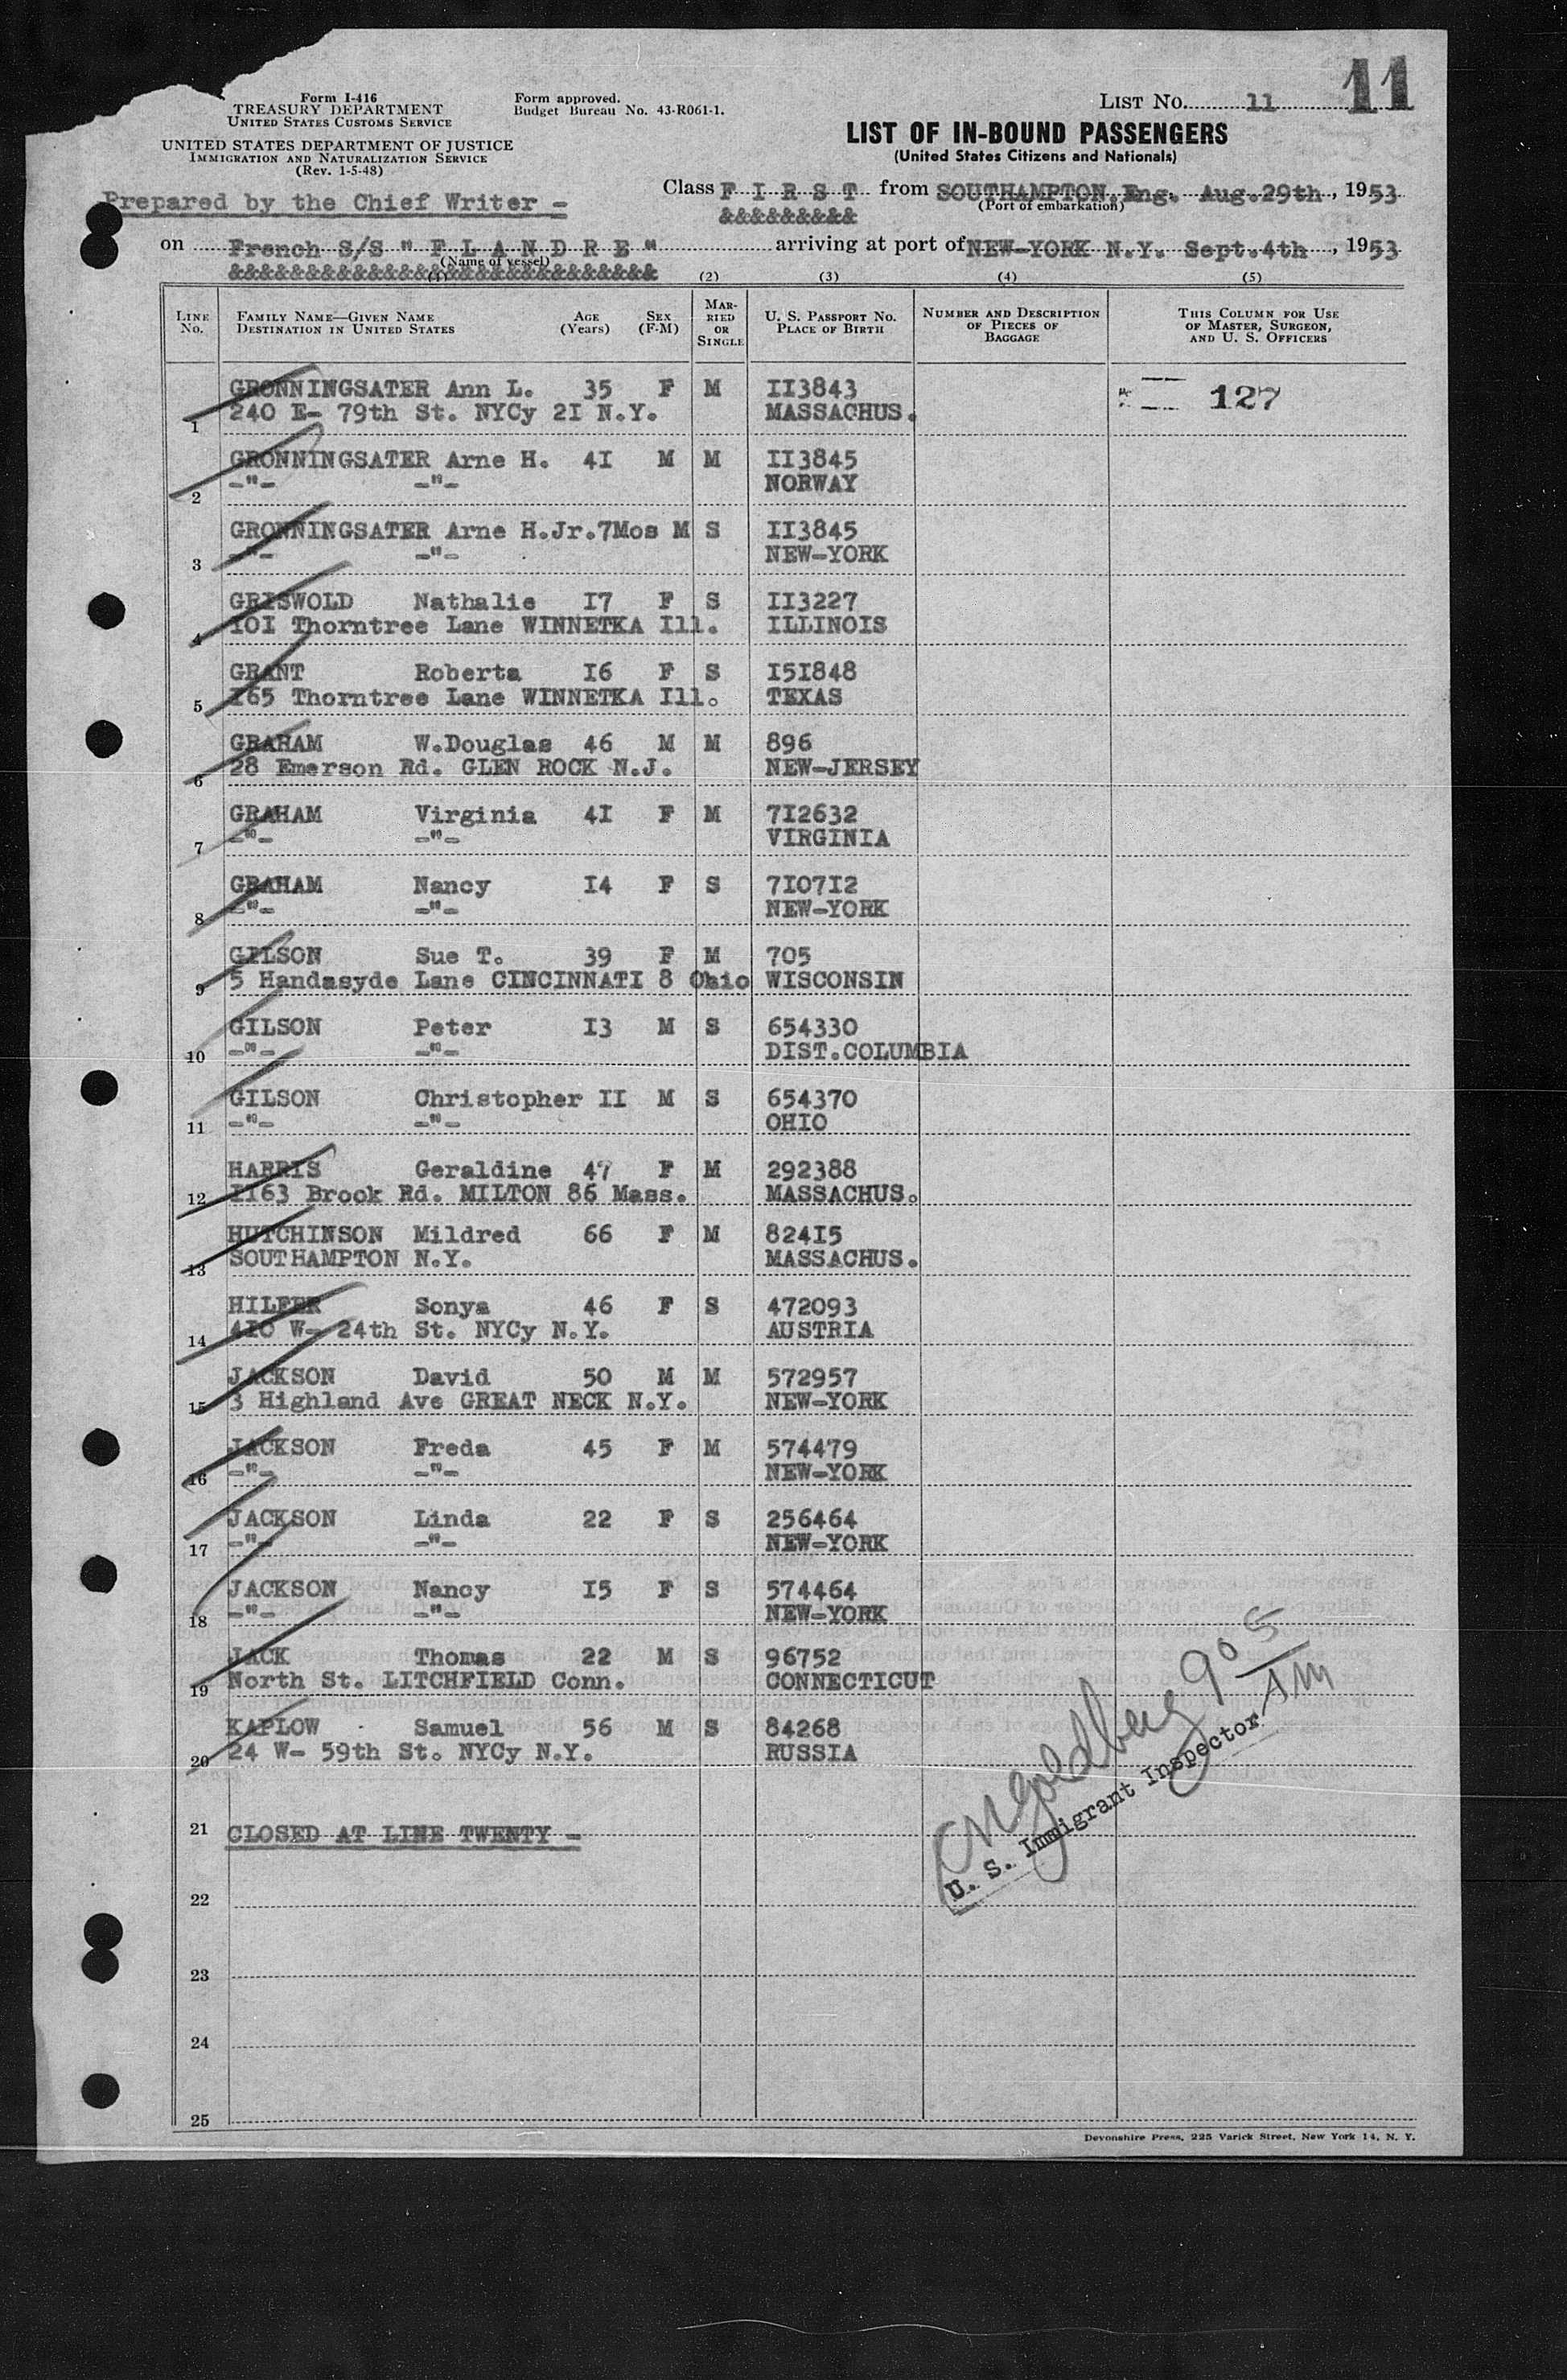 11
Form I-416
TREASURY DEPARTMENT
UNITED STATES CUSTOMS SERVICE
Form approved.
Budget Bureau No. 43-R061-1.
LIST NO. 11
UNITED STATES DEPARTMENT OF JUSTICE
IMMIGRATION AND NATURALIZATION SERVICE
(Rev. 1-5-48)
LIST OF IN-BOUND PASSENGERS
(United States Citizens and Nationals)
Prepared by the Chief Writer -
Class F I R S T from SOUTHAMPTON.Eng. Aug.29th , 1953
&&&&&&&&& (Port of embarkation)
on French S/S " F L A N D R E " arriving at port of NEW-YORK N.Y. Sept.4th , 1953
(Name of vessel)
&&&&&&&&&&&&&&&&&&&&&&&&&&&&
(1) (2) (3) (4) (5)
LINE No. FAMILY NAME—GIVEN NAME AGE SEX MARRIED OR SINGLE U. S. PASSPORT NO. NUMBER AND DESCRIPTION OF PIECES OF BAGGAGE THIS COLUMN FOR USE OF MASTER, SURGEON, AND U. S. OFFICERS
DESTINATION IN UNITED STATES (Years) (F-M) PLACE OF BIRTH
GRONNINGSATER Ann L. 35 F M II3843 127
1 240 E- 79th St. NYCy 2I N.Y. MASSACHUS.
GRONNINGSATER Arne H. 4I M M II3845
2 -"- -"- NORWAY
GRONNINGSATER Arne H.Jr.7Mos M S II3845
3 -"- -"- NEW-YORK
GRISWOLD Nathalie I7 F S II3227
4 I0I Thorntree Lane WINNETKA Ill. ILLINOIS
GRANT Roberta I6 F S I5I848
5 I65 Thorntree Lane WINNETKA Ill. TEXAS
GRAHAM W.Douglas 46 M M 896
6 28 Emerson Rd. GLEN ROCK N.J. NEW-JERSEY
GRAHAM Virginia 4I F M 7I2632
7 -"- -"- VIRGINIA
GRAHAM Nancy I4 F S 7I07I2
8 -"- -"- NEW-YORK
GILSON Sue T. 39 F M 705
9 5 Handasyde Lane CINCINNATI 8 Ohio WISCONSIN
GILSON Peter I3 M S 654330
10 -"- -"- DIST.COLUMBIA
GILSON Christopher II M S 654370
11 -"- -"- OHIO
HARRIS Geraldine 47 F M 292388
12 II63 Brook Rd. MILTON 86 Mass. MASSACHUS.
HUTCHINSON Mildred 66 F M 824I5
13 SOUTHAMPTON N.Y. MASSACHUS.
HILFER Sonya 46 F S 472093
14 4I0 W- 24th St. NYCy N.Y. AUSTRIA
JACKSON David 50 M M 572957
15 3 Highland Ave GREAT NECK N.Y. NEW-YORK
JACKSON Freda 45 F M 574479
16 -"- -"- NEW-YORK
JACKSON Linda 22 F S 256464
17 -"- -"- NEW-YORK
JACKSON Nancy I5 F S 574464
18 -"- -"- NEW-YORK
JACK Thomas 22 M S 96752
19 North St. LITCHFIELD Conn. CONNECTICUT
KAPLOW Samuel 56 M S 84268
20 24 W- 59th St. NYCy N.Y. RUSSIA
Goldberg 905 AM
U. S. Immigrant Inspector
21 CLOSED AT LINE TWENTY -
22
23
24
25
Devonshire Press, 225 Varick Street, New York 14, N. Y.